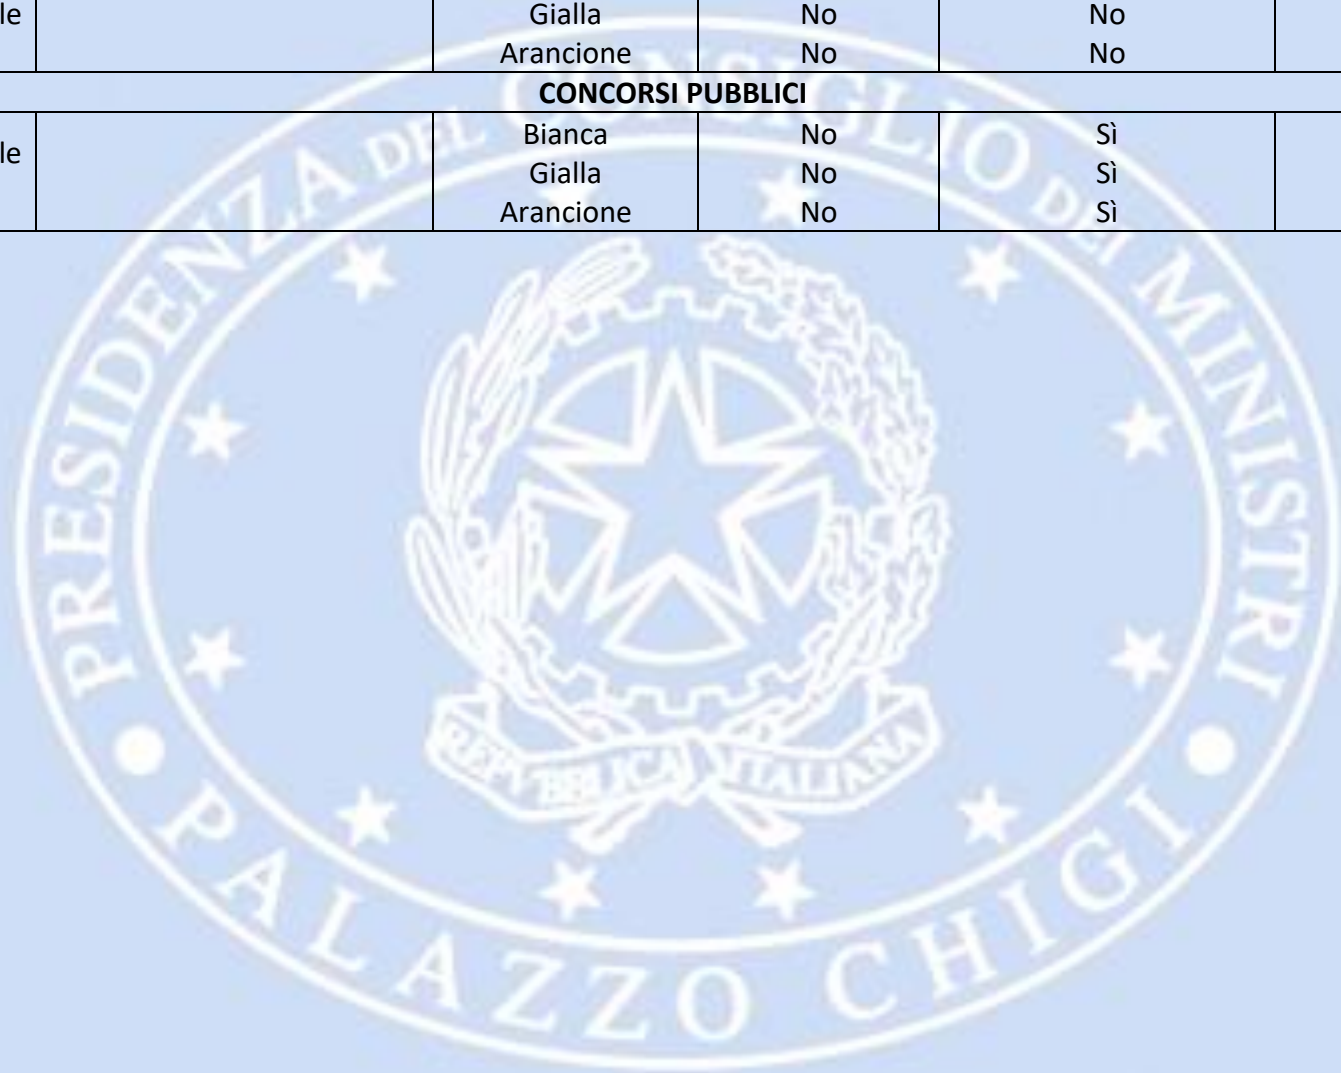 le Gialla No No
Arancione No No
CONCORSI PUBBLICI
le Bianca No Sì
Gialla No Sì
Arancione No Sì
PRESIDENZA DEL CONSIGLIO DEI MINISTRI
REPVBBLICA ITALIANA
PALAZZO CHIGI